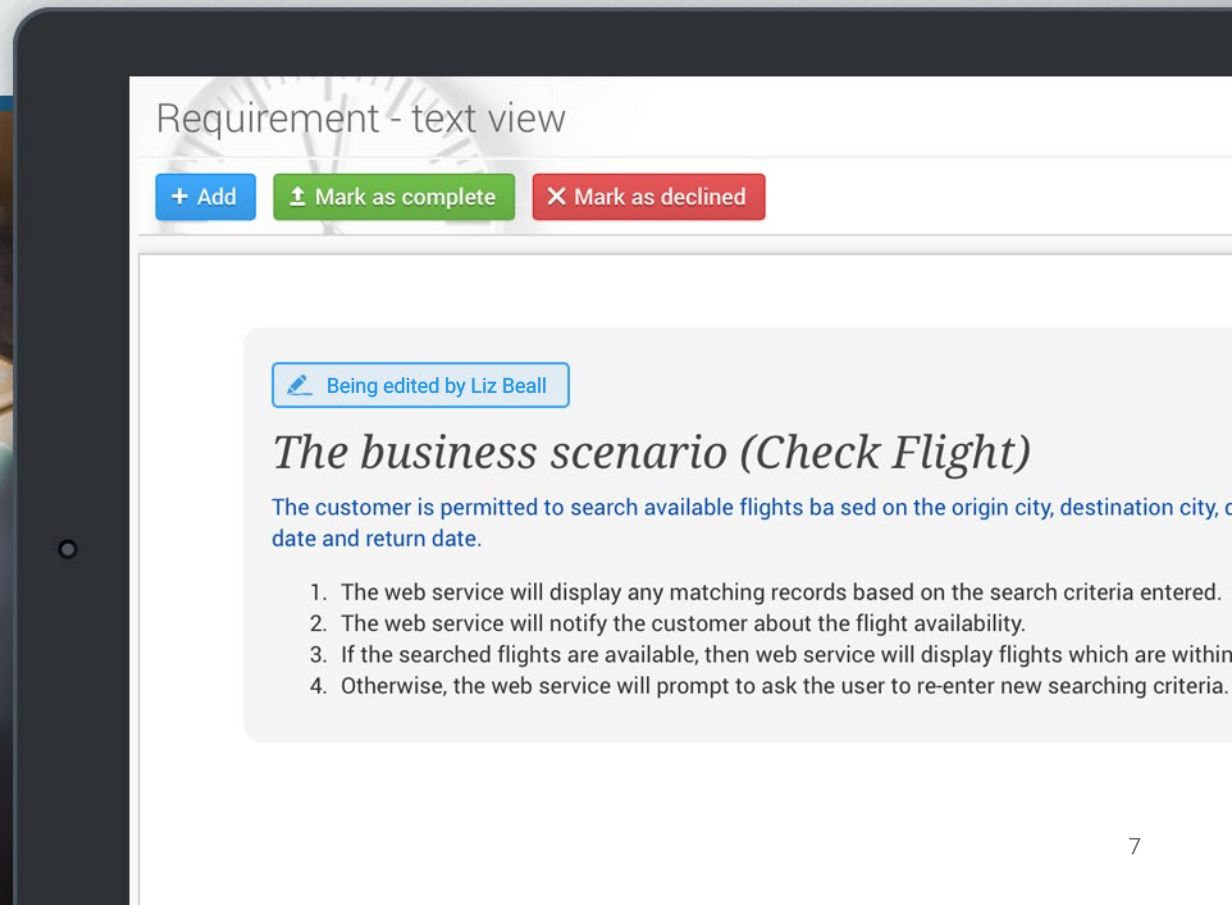 Requirement - text view
+ Add Mark as complete X Mark as declined
Being edited by Liz Beall
The business scenario (Check Flight)
The customer is permitted to search available flights ba sed on the origin city, destination city,
date and return date.
1. The web service will display any matching records based on the search criteria entered.
2. The web service will notify the customer about the flight availability.
3. If the searched flights are available, then web service will display flights which are within
4. Otherwise, the web service will prompt to ask the user to re-enter new searching criteria.
7